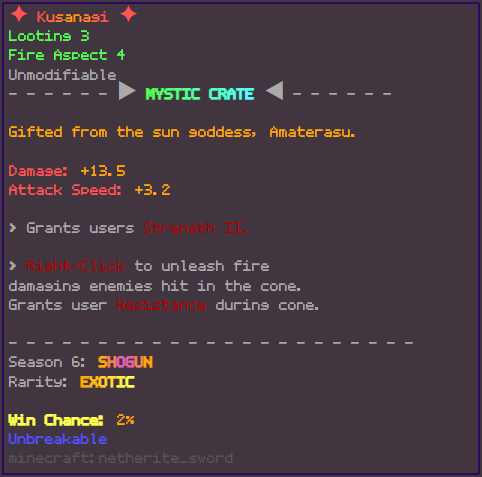 ✦ Kusanagi ✦
Looting 3
Fire Aspect 4
Unmodifiable
- - - - - - ▶ MYSTIC CRATE ◀ - - - - - -
Gifted from the sun goddess, Amaterasu.
Damage: +13.5
Attack Speed: +3.2
> Grants users Strength II.
> Right-Click to unleash fire
damaging enemies hit in the cone.
Grants user Resistance during cone.
- - - - - - - - - - - - - - - - - - - - - - - -
Season 6: SHOGUN
Rarity: EXOTIC
Win Chance: 2%
Unbreakable
minecraft:netherite_sword